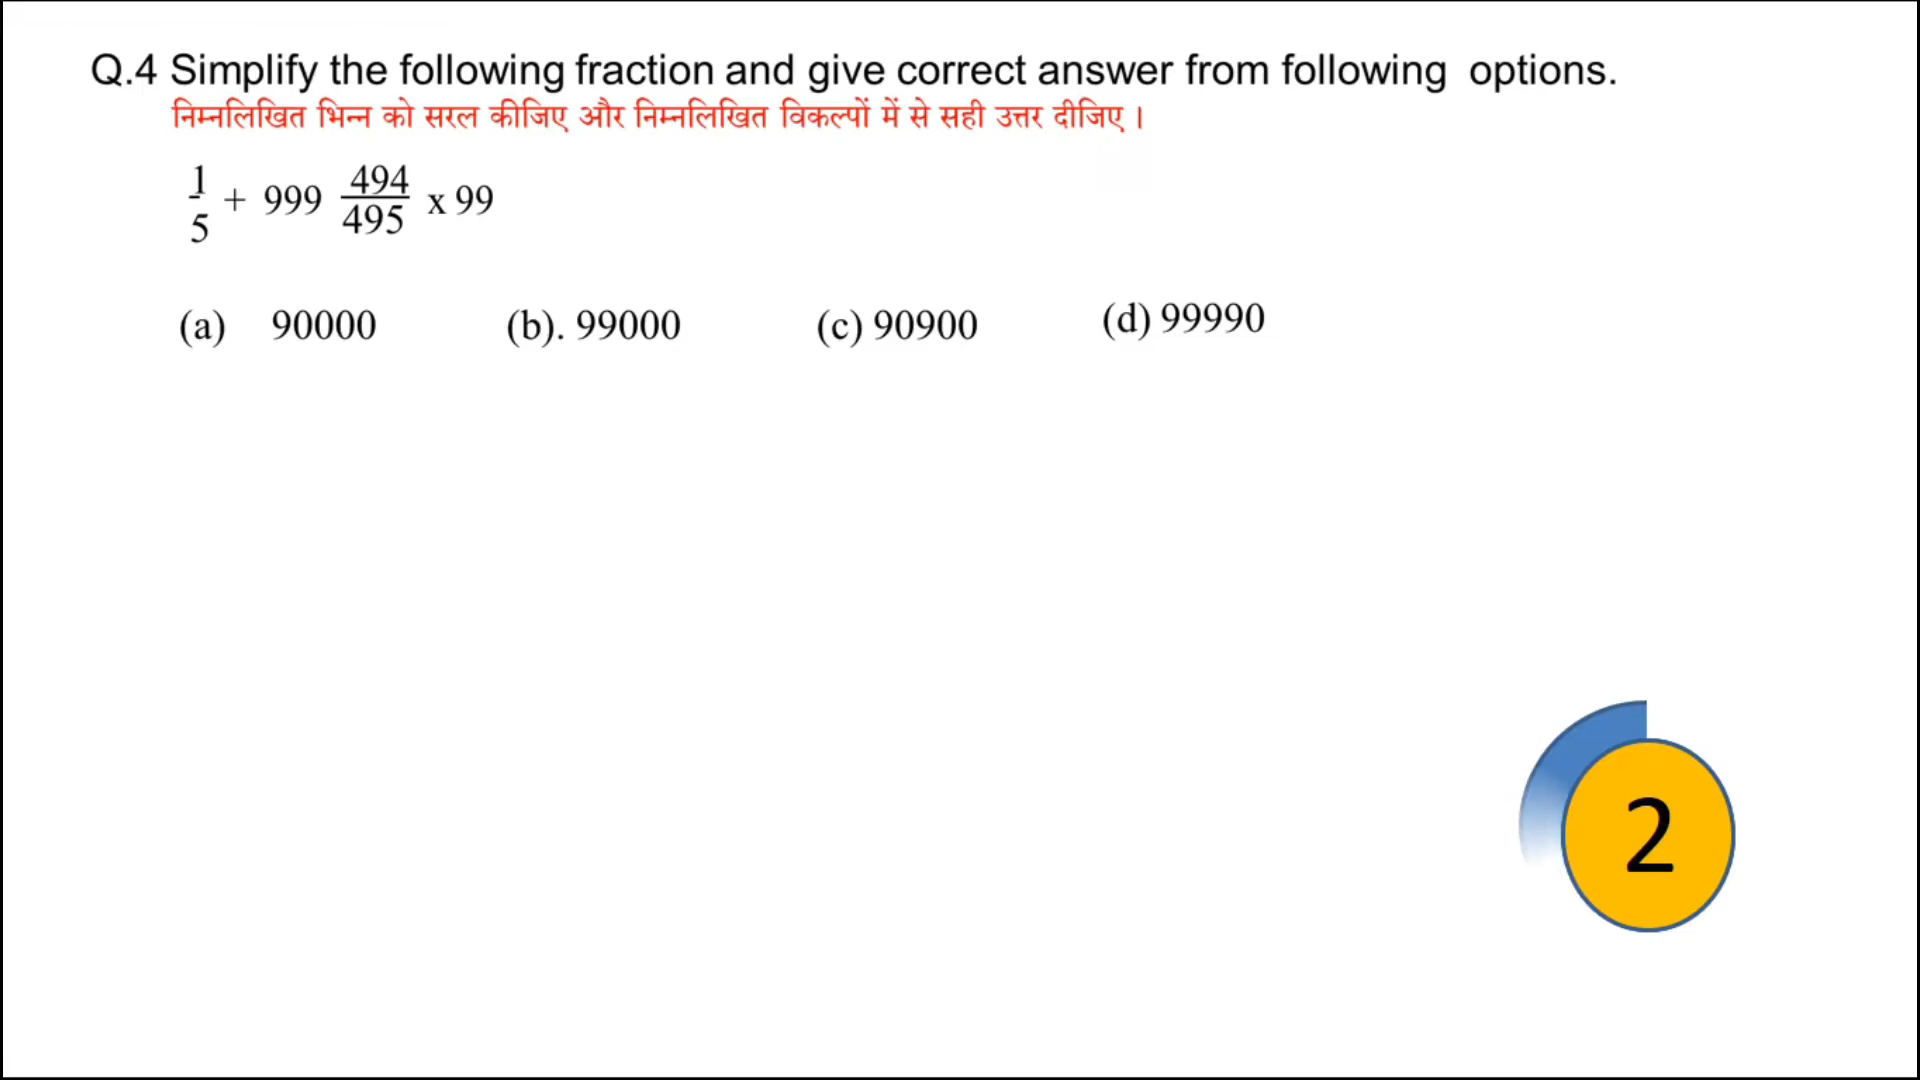 Q.4 Simplify the following fraction and give correct answer from following options.
निम्नलिखित भिन्न को सरल कीजिए और निम्नलिखित विकल्पों में से सही उत्तर दीजिए ।
1/5 + 999 494/495 x 99
(a) 90000 (b). 99000 (c) 90900 (d) 99990
2